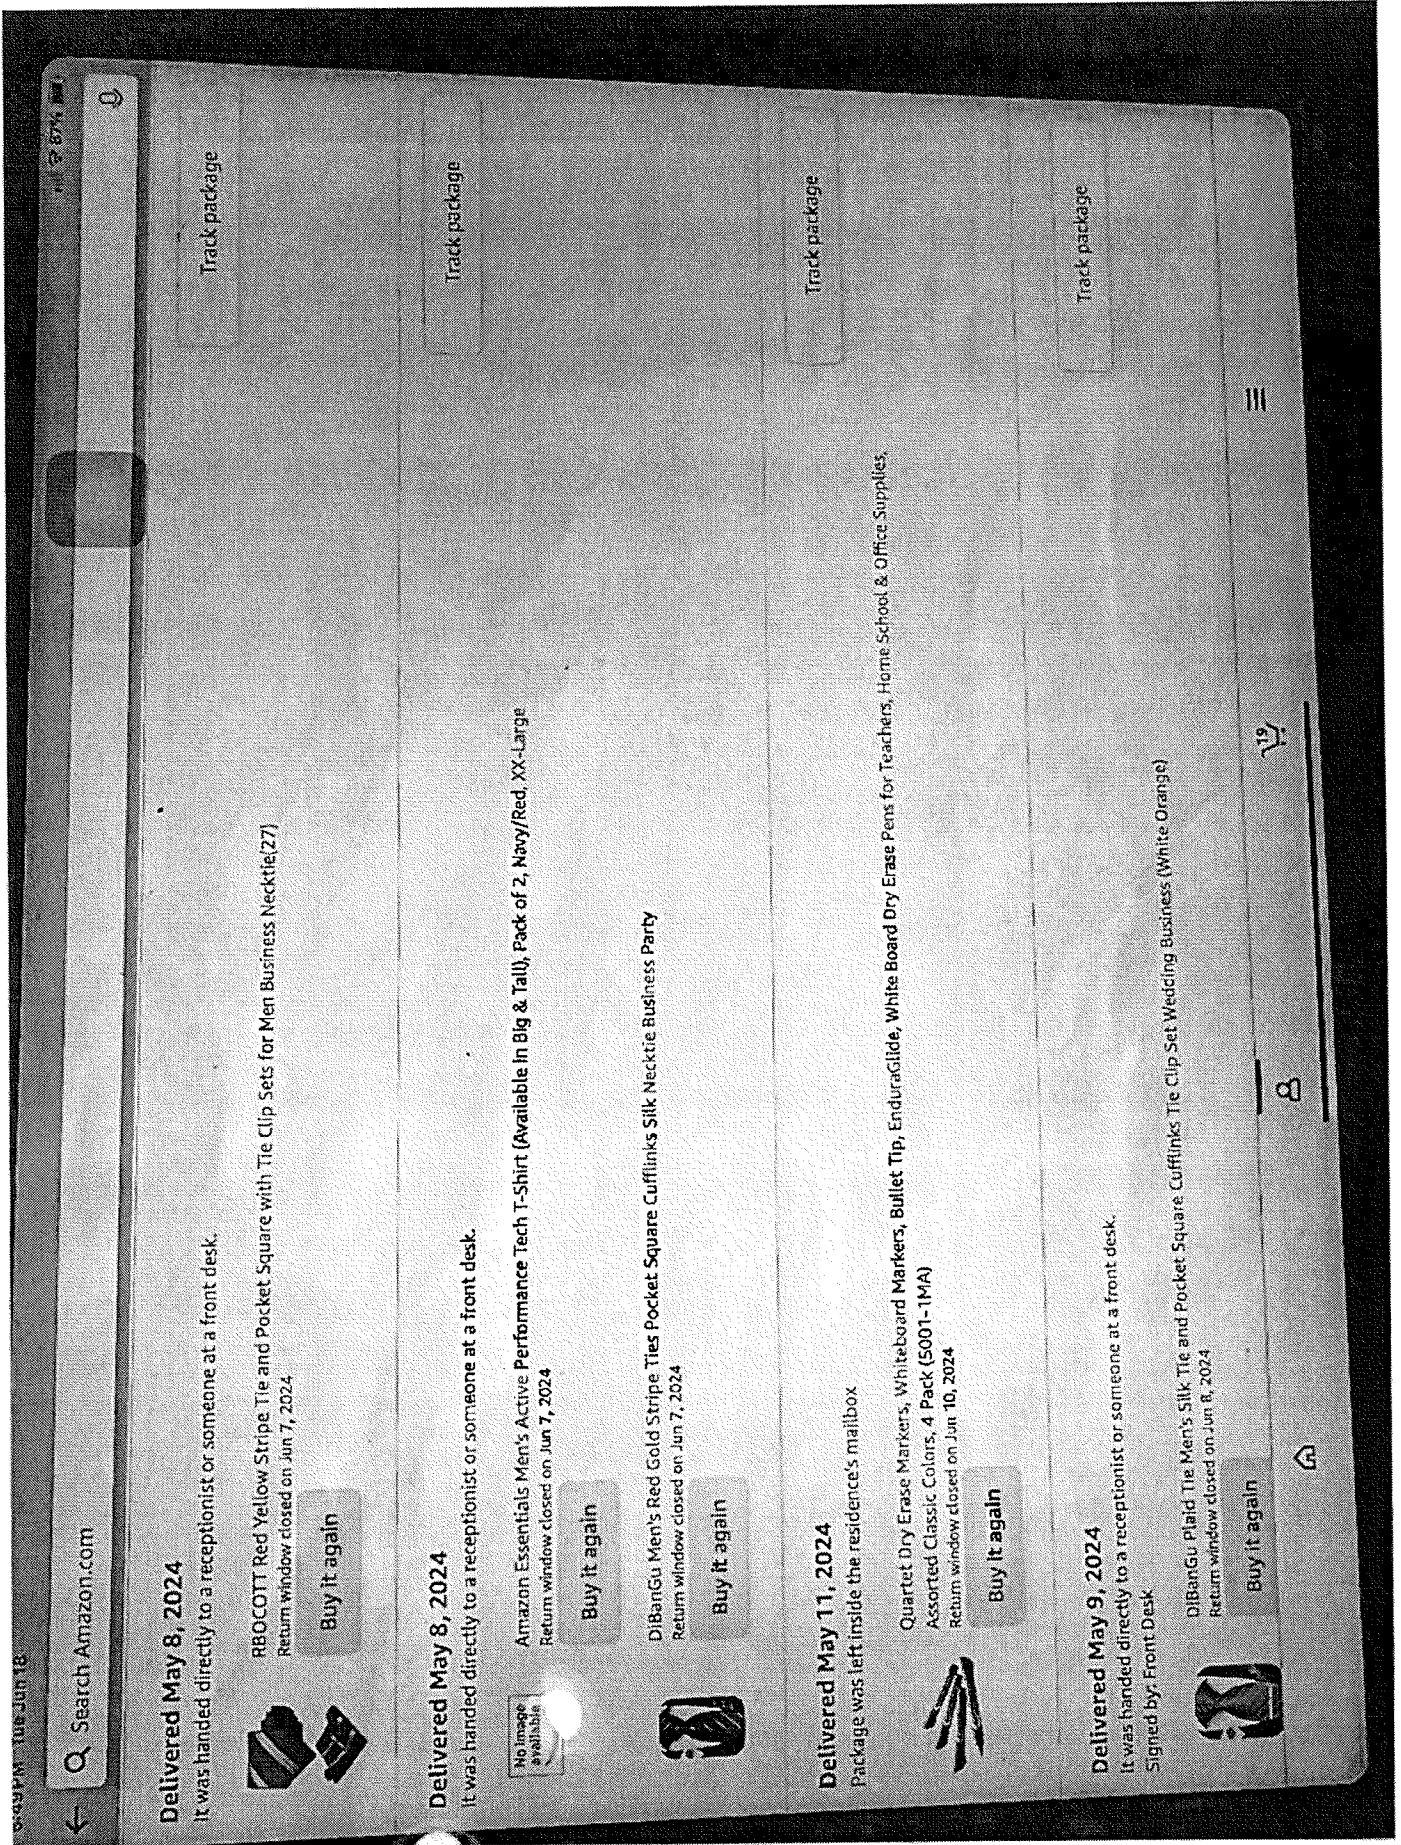 Tue Jun 18
87%
Search Amazon.com
Delivered May 8, 2024
It was handed directly to a receptionist or someone at a front desk.
Track package
RBOCOTT Red Yellow Stripe Tie and Pocket Square with Tie Clip Sets for Men Business Necktie(27)
Return window closed on Jun 7, 2024
Buy it again
Delivered May 8, 2024
It was handed directly to a receptionist or someone at a front desk.
Track package
No image
available
Amazon Essentials Men's Active Performance Tech T-Shirt (Available in Big & Tall), Pack of 2, Navy/Red, XX-Large
Return window closed on Jun 7, 2024
Buy it again
DiBanGu Men's Red Gold Stripe Ties Pocket Square Cufflinks Silk Necktie Business Party
Return window closed on Jun 7, 2024
Buy it again
Delivered May 11, 2024
Package was left inside the residence's mailbox
Track package
Quartet Dry Erase Markers, Whiteboard Markers, Bullet Tip, EnduraGlide, White Board Dry Erase Pens for Teachers, Home School & Office Supplies,
Assorted Classic Colors, 4 Pack (5001-1MA)
Return window closed on Jun 10, 2024
Buy it again
Delivered May 9, 2024
It was handed directly to a receptionist or someone at a front desk.
Signed by: Front Desk
Track package
DiBanGu Plaid Tie Men's Silk Tie and Pocket Square Cufflinks Tie Clip Set Wedding Business (White Orange)
Return window closed on Jun 8, 2024
Buy it again
19